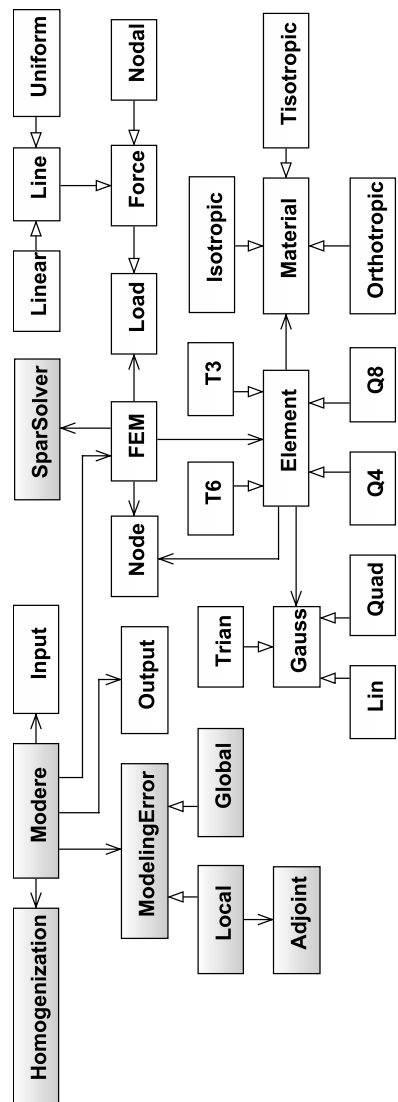 Homogenization
Modere
Input
SparSolver
Linear
Line
Uniform
ModelingError
Output
Node
FEM
Load
Force
Nodal
Local
Global
Trian
T6
T3
Isotropic
Adjoint
Gauss
Element
Material
Tisotropic
Lin
Quad
Q4
Q8
Orthotropic